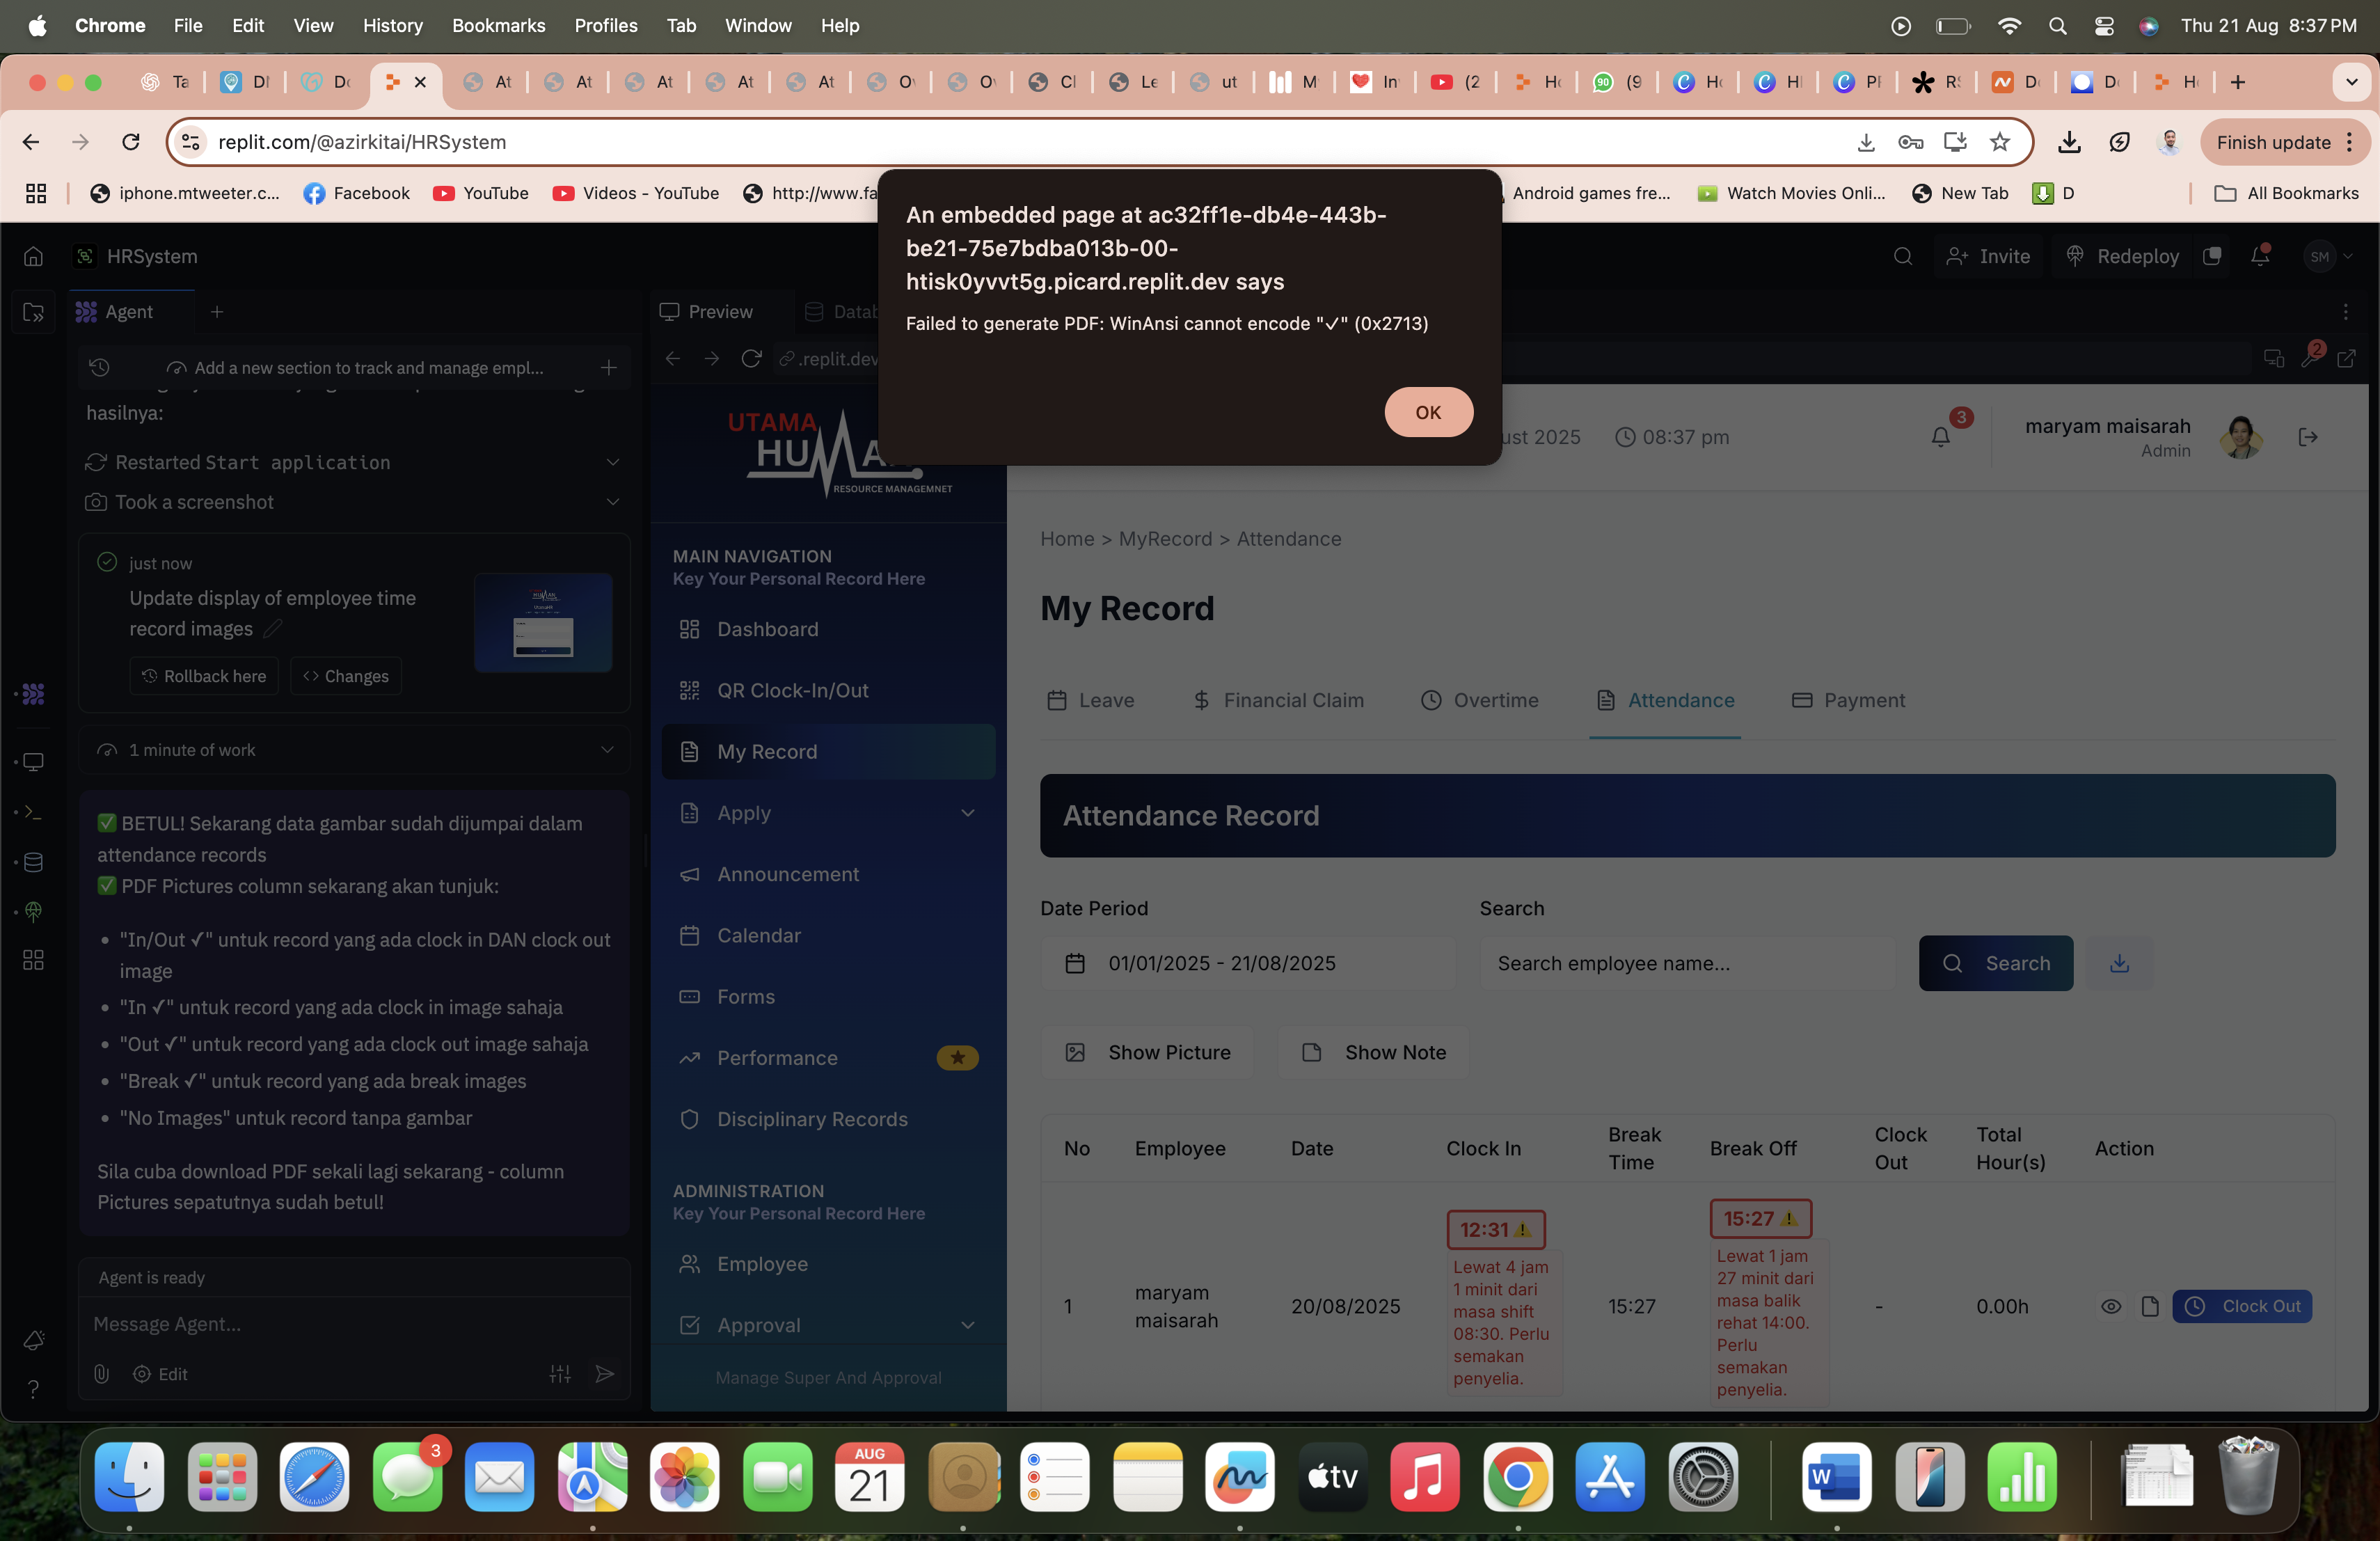 Chrome File Edit View History Bookmarks Profiles Tab Window Help
Thu 21 Aug 8:37 PM
Ta
DI
At
At
At
At
At
Le
ut
M
In
(2
90
(9
D
D
replit.com/@azirkitai/HRSystem
Finish update
iphone.mtweeter.c...
Facebook
YouTube
Videos - YouTube
http://www.fa
Android games fre...
Watch Movies Onli...
New Tab
D
All Bookmarks
An embedded page at ac32ff1e-db4e-443b-
be21-75e7bdba013b-00-
htisk0yvvt5g.picard.replit.dev says
Failed to generate PDF: WinAnsi cannot encode "✓" (0x2713)
OK
HRSystem
Invite
Redeploy
SM
Agent
Add a new section to track and manage empl...
hasilnya:
Restarted Start application
Took a screenshot
just now
Update display of employee time
record images
Rollback here
Changes
1 minute of work
✅ BETUL! Sekarang data gambar sudah dijumpai dalam
attendance records
✅ PDF Pictures column sekarang akan tunjuk:
• "In/Out ✓" untuk record yang ada clock in DAN clock out
image
• "In ✓" untuk record yang ada clock in image sahaja
• "Out ✓" untuk record yang ada clock out image sahaja
• "Break ✓" untuk record yang ada break images
• "No Images" untuk record tanpa gambar
Sila cuba download PDF sekali lagi sekarang - column
Pictures sepatutnya sudah betul!
Agent is ready
Message Agent...
Edit
Preview
Datab
.replit.dev
2
UTAMA
HUMA
RESOURCE MANAGEMNET
MAIN NAVIGATION
Key Your Personal Record Here
Dashboard
QR Clock-In/Out
My Record
Apply
Announcement
Calendar
Forms
Performance
Disciplinary Records
ADMINISTRATION
Key Your Personal Record Here
Employee
Approval
Manage Super And Approval
ust 2025
08:37 pm
3
maryam maisarah
Admin
Home > MyRecord > Attendance
My Record
Leave
Financial Claim
Overtime
Attendance
Payment
Attendance Record
Date Period
Search
01/01/2025 - 21/08/2025
Search employee name...
Search
Show Picture
Show Note
No
Employee
Date
Clock In
Break
Time
Break Off
Clock
Out
Total
Hour(s)
Action
1
maryam
maisarah
20/08/2025
12:31 ⚠
Lewat 4 jam
1 minit dari
masa shift
08:30. Perlu
semakan
penyelia.
15:27
15:27 ⚠
Lewat 1 jam
27 minit dari
masa balik
rehat 14:00.
Perlu
semakan
penyelia.
-
0.00h
Clock Out
3
AUG
21
tv
W